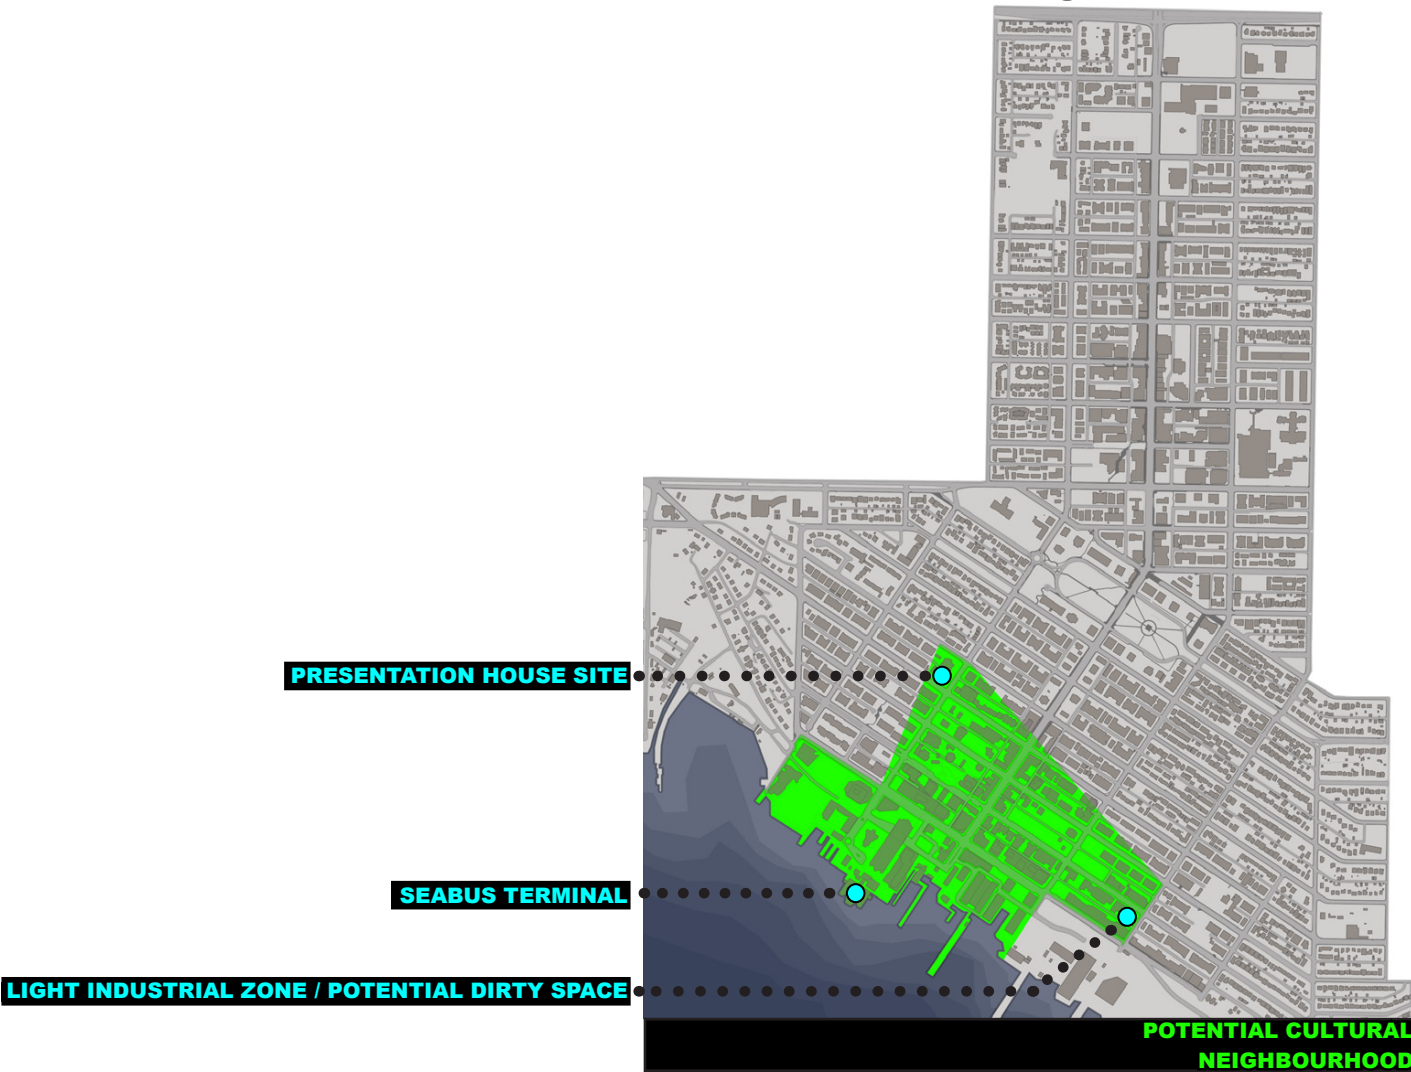 PRESENTATION HOUSE SITE
SEABUS TERMINAL
LIGHT INDUSTRIAL ZONE / POTENTIAL DIRTY SPACE
POTENTIAL CULTURAL
NEIGHBOURHOOD